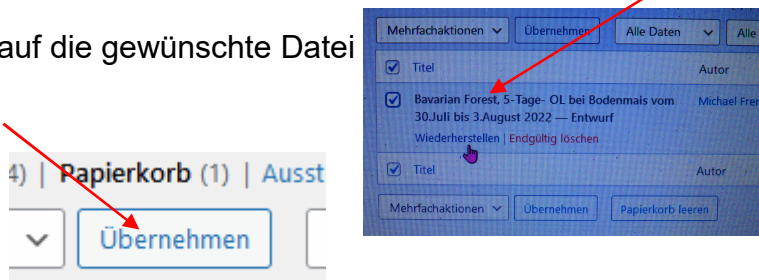 auf die gewünschte Datei
Mehrfachaktionen Übernehmen Alle Daten Alle
Titel Autor
Bavarian Forest, 5-Tage- OL bei Bodenmais vom Michael Frer
30.Juli bis 3.August 2022 — Entwurf
Wiederherstellen | Endgültig löschen
Titel Autor
Mehrfachaktionen Übernehmen Papierkorb leeren
4) | Papierkorb (1) | Ausst
Übernehmen